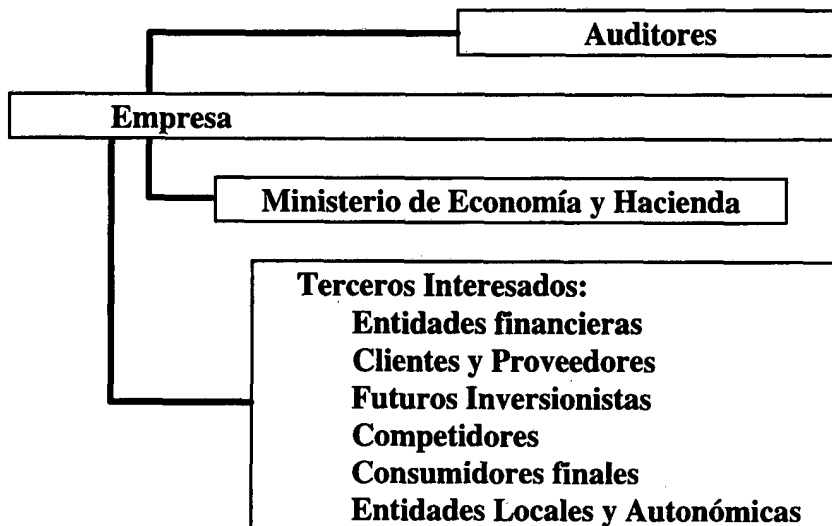 Auditores
Empresa
Ministerio de Economía y Hacienda
Terceros Interesados:
Entidades financieras
Clientes y Proveedores
Futuros Inversionistas
Competidores
Consumidores finales
Entidades Locales y Autonómicas